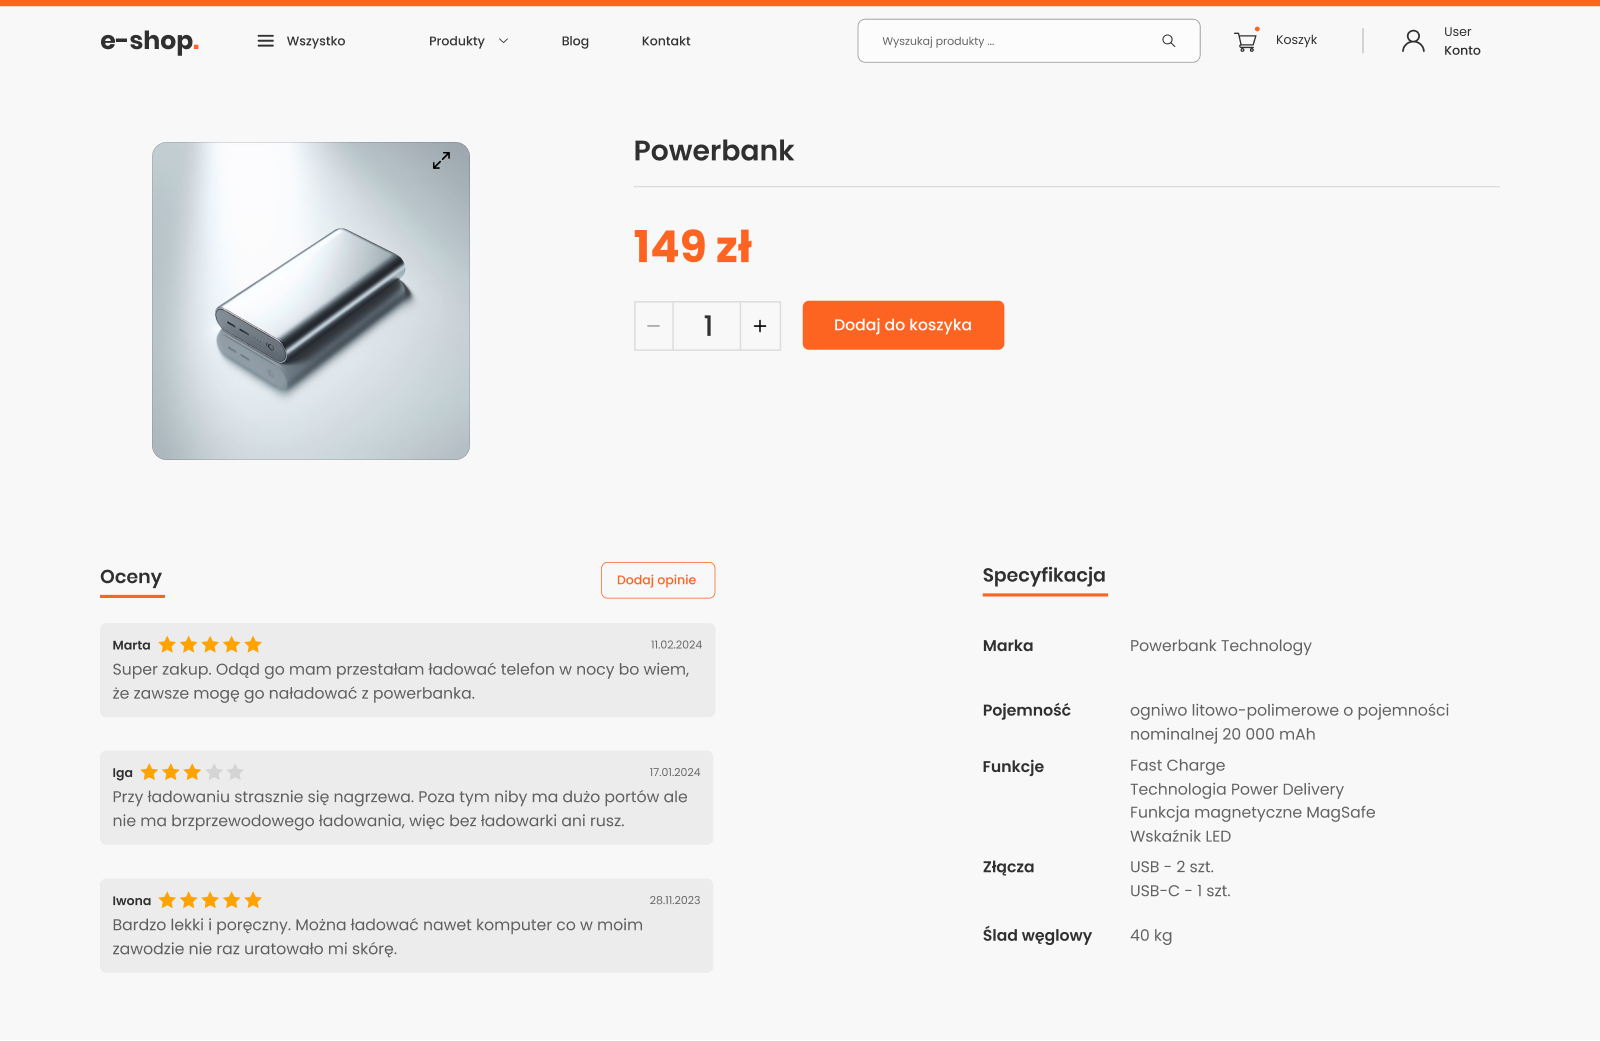 e-shop.
Wszystko
Produkty
Blog
Kontakt
Wyszukaj produkty ...
Koszyk
User
Konto
Powerbank
149 zł
1
Dodaj do koszyka
Oceny
Dodaj opinie
Marta
11.02.2024
Super zakup. Odąd go mam przestałam ładować telefon w nocy bo wiem,
że zawsze mogę go naładować z powerbanka.
Iga
17.01.2024
Przy ładowaniu strasznie się nagrzewa. Poza tym niby ma dużo portów ale
nie ma brzprzewodowego ładowania, więc bez ładowarki ani rusz.
Iwona
28.11.2023
Bardzo lekki i poręczny. Można ładować nawet komputer co w moim
zawodzie nie raz uratowało mi skórę.
Specyfikacja
Marka
Powerbank Technology
Pojemność
ogniwo litowo-polimerowe o pojemności
nominalnej 20 000 mAh
Funkcje
Fast Charge
Technologia Power Delivery
Funkcja magnetyczne MagSafe
Wskaźnik LED
Złącza
USB - 2 szt.
USB-C - 1 szt.
Ślad węglowy
40 kg